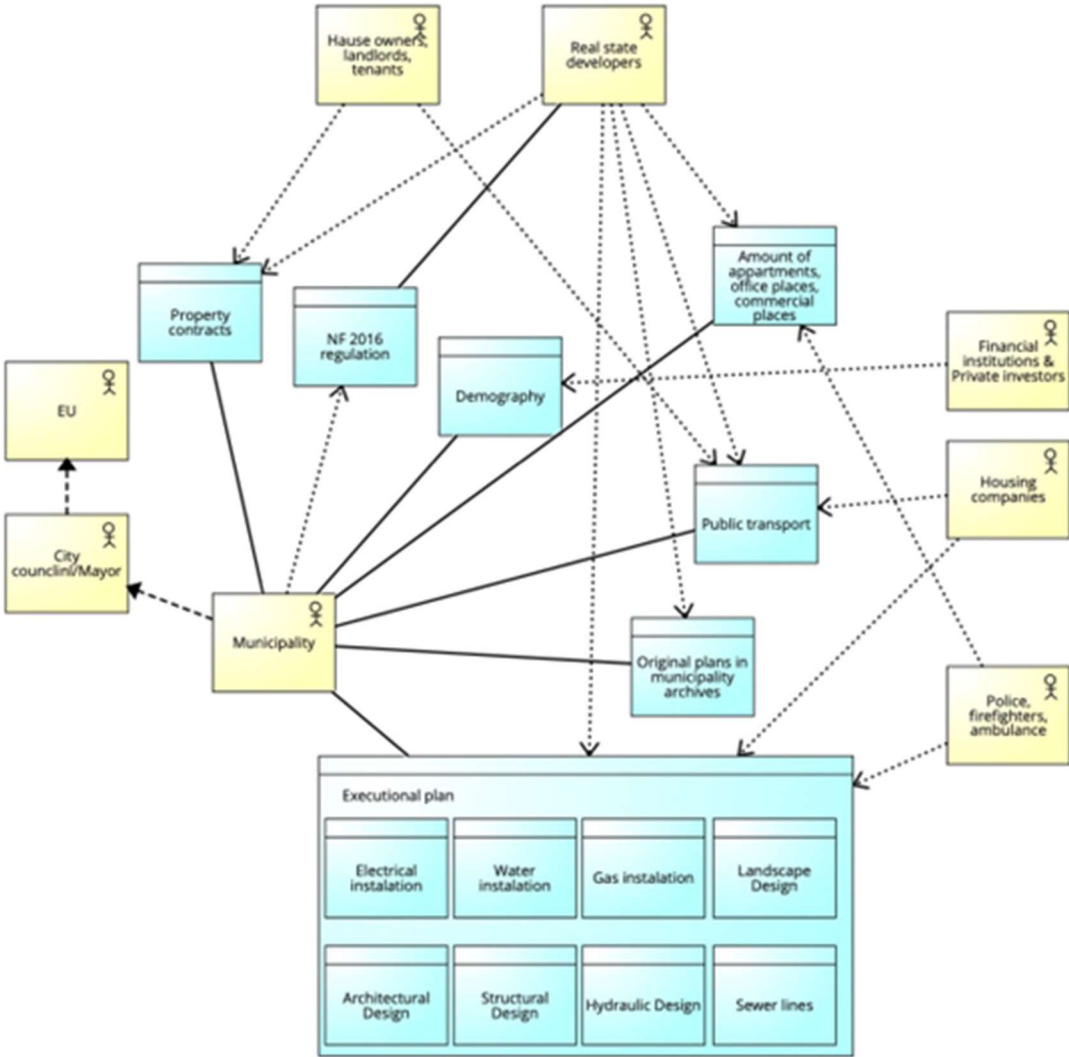 Hause owners,
landlords,
tenants
Real state
developers
Amount of
appartments,
office places,
commercial
places
Property
contracts
NF 2016
regulation
Financial
institutions &
Private investors
Demography
EU
Housing
companies
Public transport
City
counclini/Mayor
Municipality
Original plans in
municipality
archives
Police,
firefighters,
ambulance
Executional plan
Electrical
instalation
Water
instalation
Gas instalation
Landscape
Design
Architectural
Design
Structural
Design
Hydraulic Design
Sewer lines